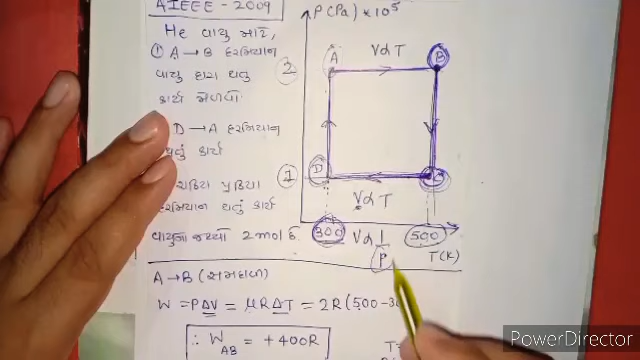 AIEEE - 2009
He વાયુ માટે,
① A → B દરમિયાન
વાયુ દ્વારા થતું
કાર્ય મેળવો
D → A દરમિયાન
થતું કાર્ય
દરમિયાન થતું કાર્ય
વાયુના જથ્થો 2 mol છે.
P(Pa) × 10⁵
A V∝T B
2
1 D C
V∝T
300 V∝ 1/P 500
T(K)
A → B (સમદાબ)
W = PΔV = μRΔT = 2R(500-30
∴ W_AB = +400R
T=
PowerDirector